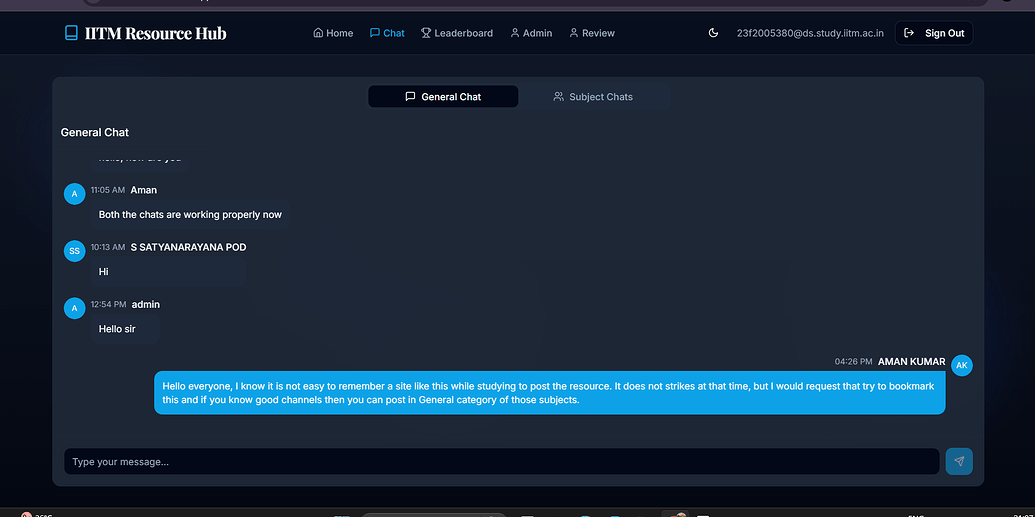 IITM Resource Hub
Home
Chat
Leaderboard
Admin
Review
23f2005380@ds.study.iitm.ac.in
Sign Out
General Chat
Subject Chats
General Chat
A
11:05 AM Aman
Both the chats are working properly now
SS
10:13 AM S SATYANARAYANA POD
Hi
A
12:54 PM admin
Hello sir
04:26 PM AMAN KUMAR
AK
Hello everyone, I know it is not easy to remember a site like this while studying to post the resource. It does not strikes at that time, but I would request that try to bookmark
this and if you know good channels then you can post in General category of those subjects.
Type your message...